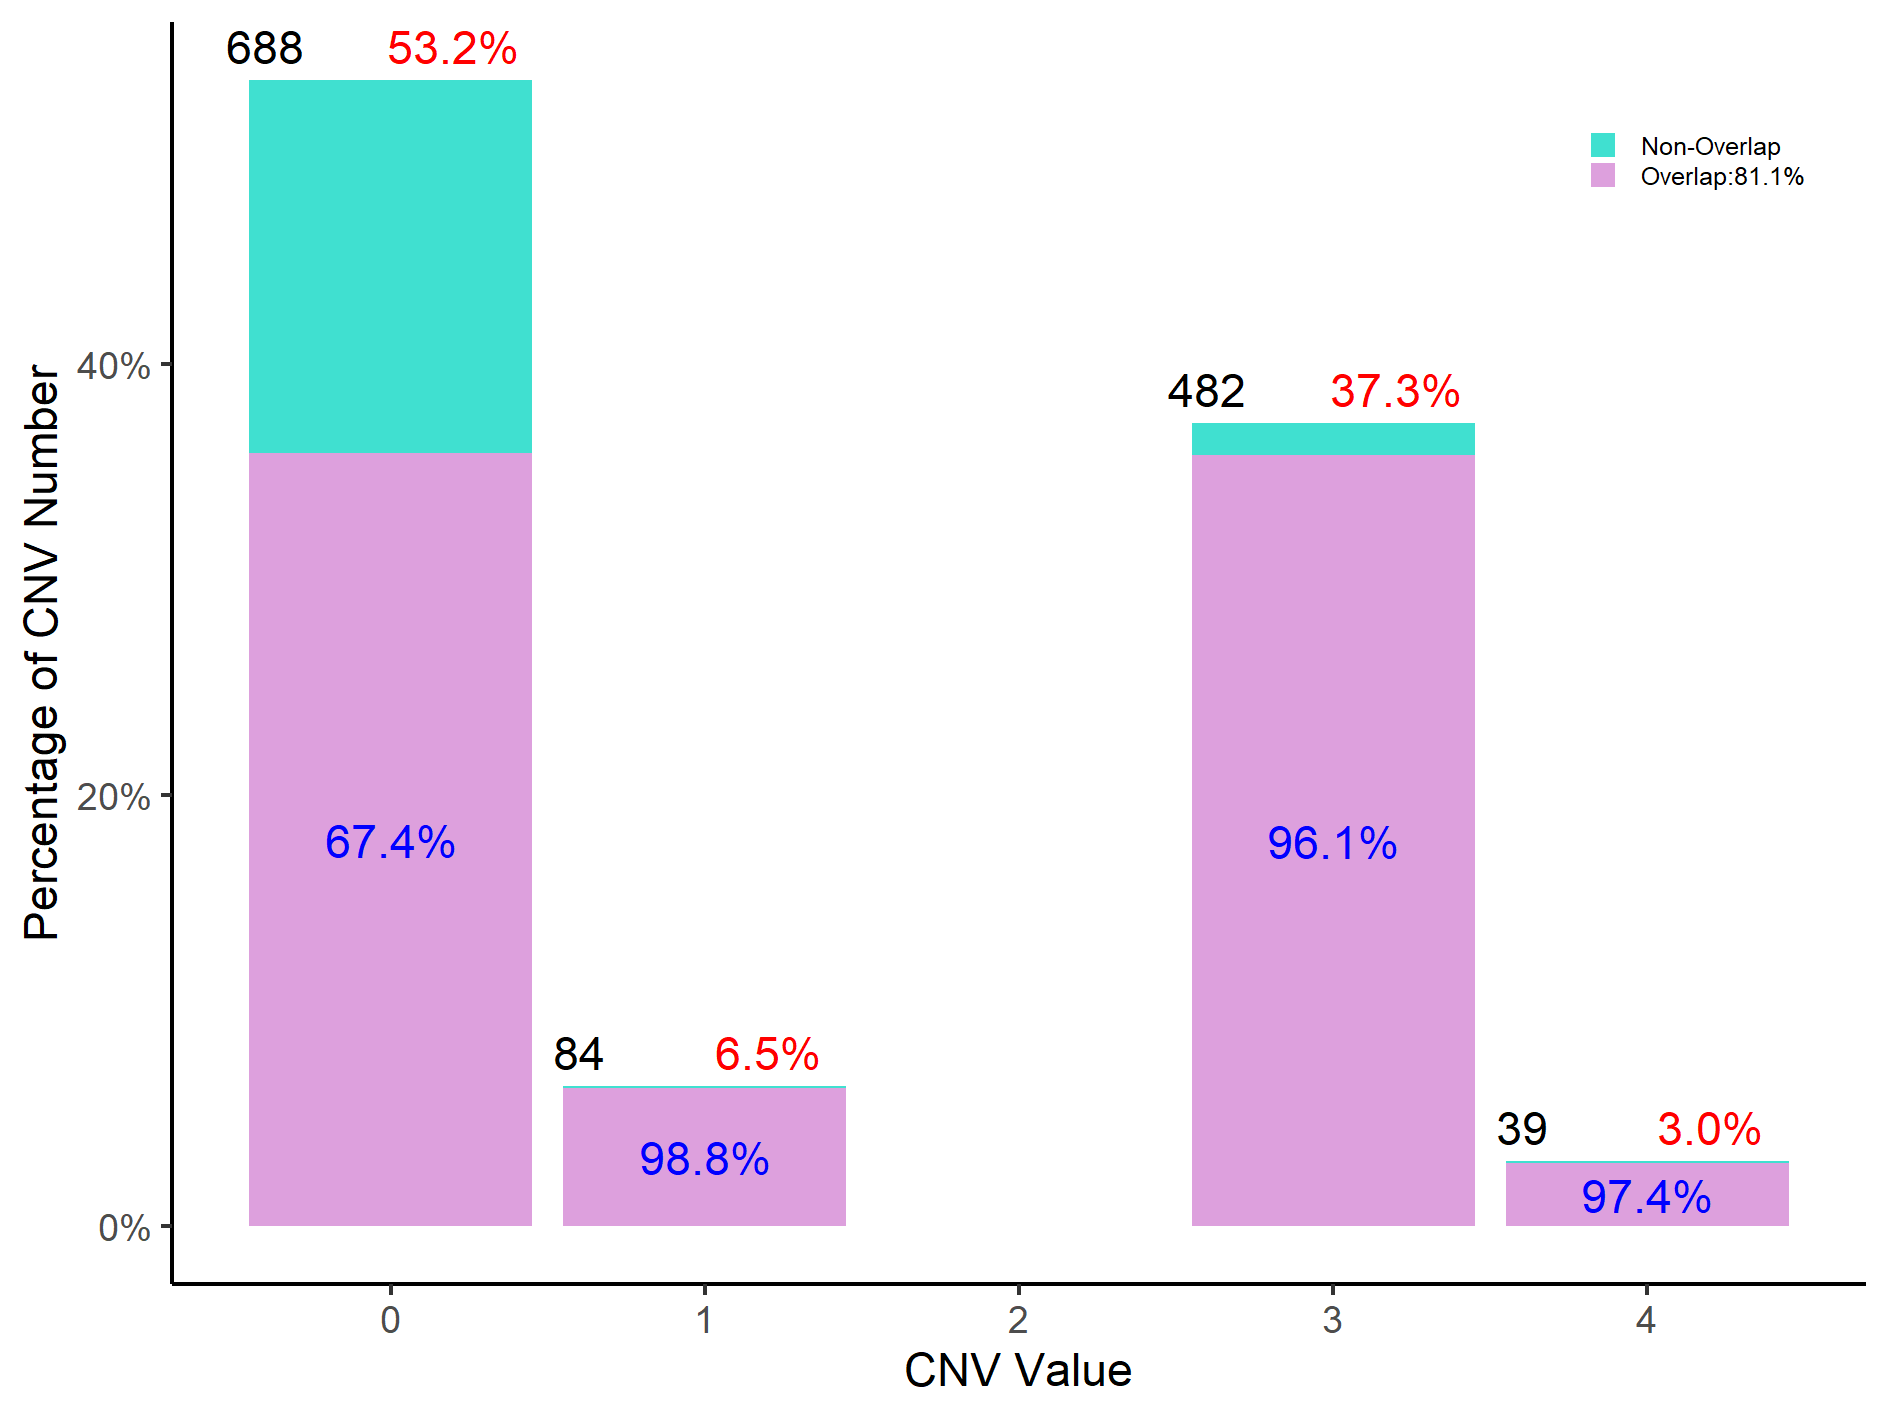 688 53.2%
Non-Overlap
Overlap:81.1%
Percentage of CNV Number
40%
482 37.3%
20%
67.4%
96.1%
84 6.5%
39 3.0%
98.8%
97.4%
0%
0 1 2 3 4
CNV Value